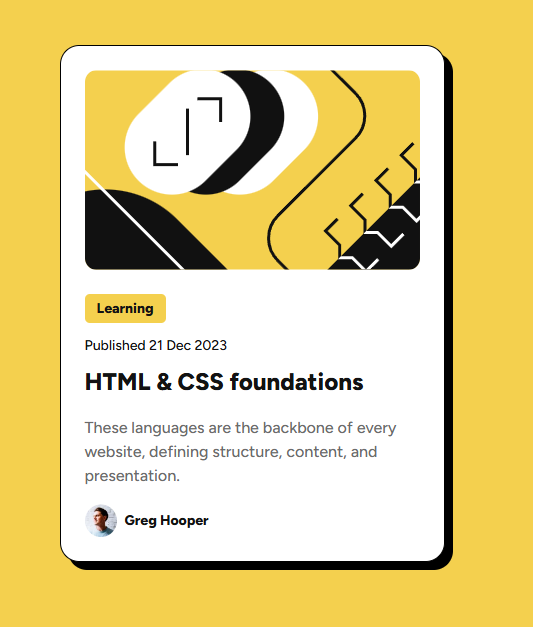 Learning
Published 21 Dec 2023
HTML & CSS foundations
These languages are the backbone of every
website, defining structure, content, and
presentation.
Greg Hooper